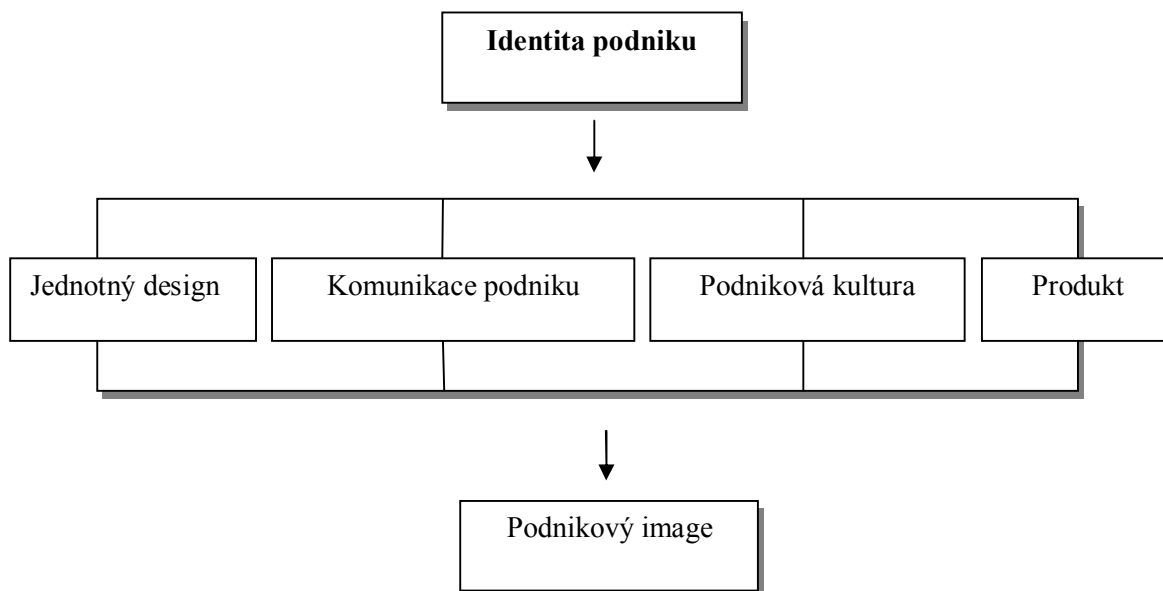 Identita podniku
Jednotný design
Komunikace podniku
Podniková kultura
Produkt
Podnikový image